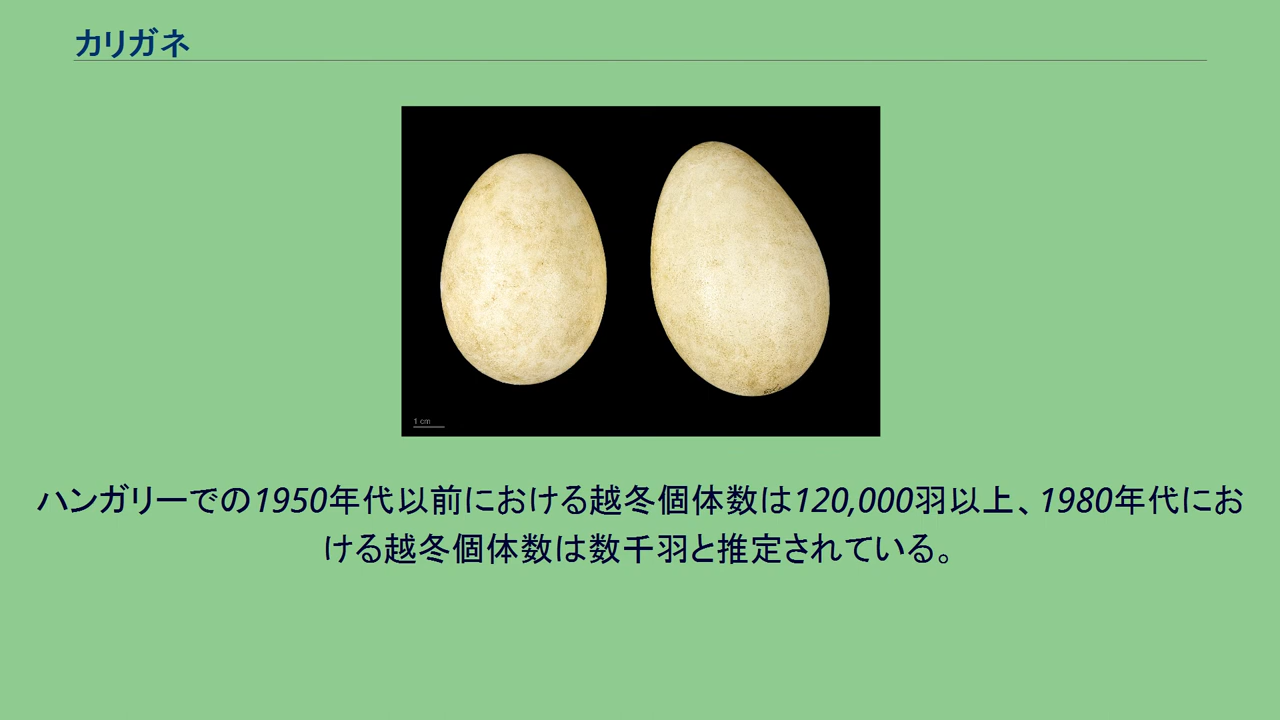 カリガネ
1 cm
ハンガリーでの1950年代以前における越冬個体数は120,000羽以上、1980年代にお
ける越冬個体数は数千羽と推定されている。